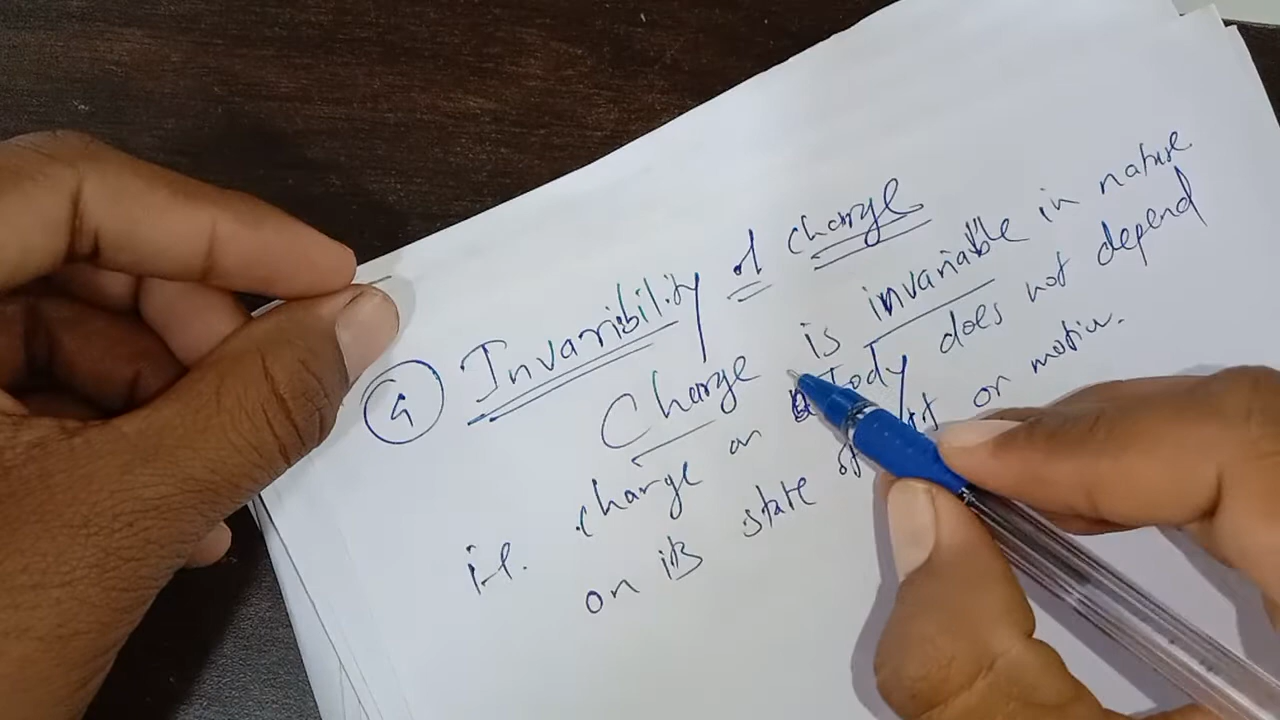 4 Invaribility of charge
Charge is invariable in nature
i.e. charge on body does not depend
on its state of or motion.